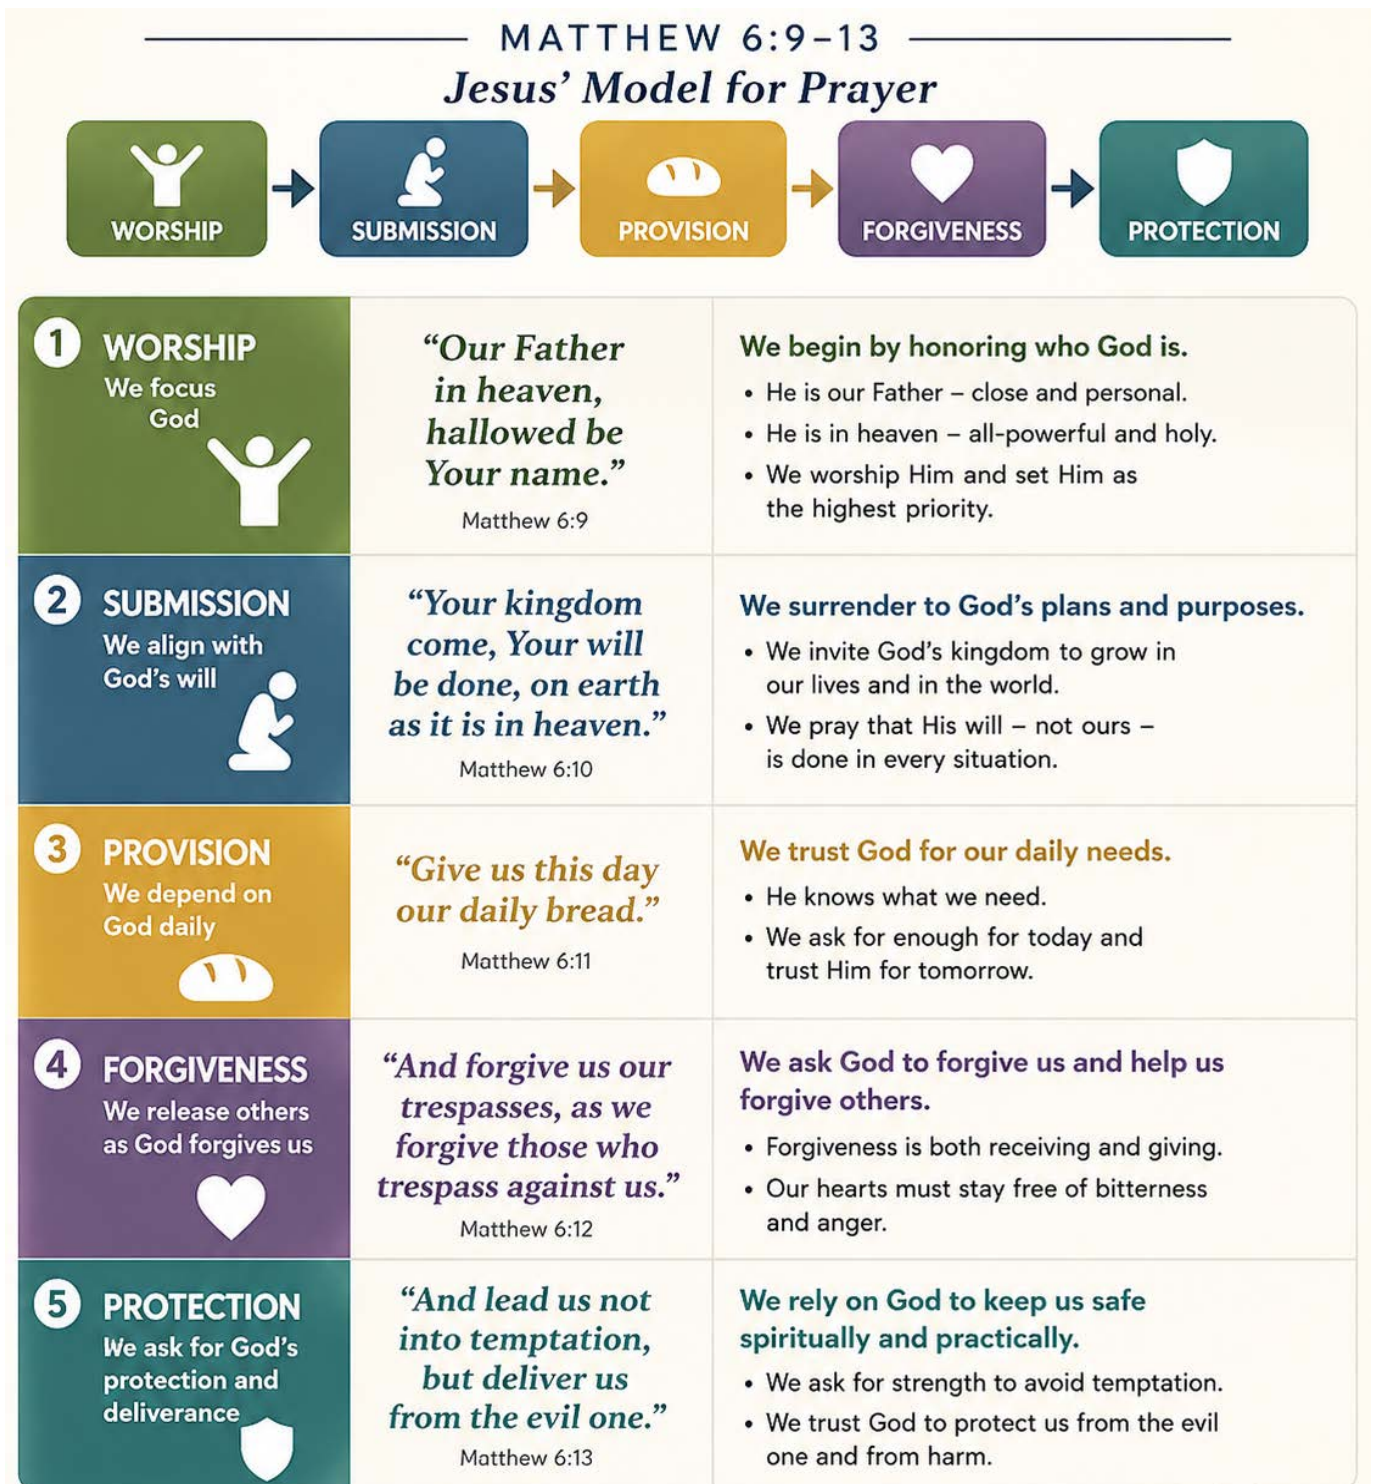 MATTHEW 6:9–13
Jesus’ Model for Prayer
WORSHIP
SUBMISSION
PROVISION
FORGIVENESS
PROTECTION
1
WORSHIP
We focus
God
“Our Father
in heaven,
hallowed be
Your name.”
Matthew 6:9
We begin by honoring who God is.
• He is our Father – close and personal.
• He is in heaven – all-powerful and holy.
• We worship Him and set Him as
the highest priority.
2
SUBMISSION
We align with
God’s will
“Your kingdom
come, Your will
be done, on earth
as it is in heaven.”
Matthew 6:10
We surrender to God’s plans and purposes.
• We invite God’s kingdom to grow in
our lives and in the world.
• We pray that His will – not ours –
is done in every situation.
3
PROVISION
We depend on
God daily
“Give us this day
our daily bread.”
Matthew 6:11
We trust God for our daily needs.
• He knows what we need.
• We ask for enough for today and
trust Him for tomorrow.
4
FORGIVENESS
We release others
as God forgives us
“And forgive us our
trespasses, as we
forgive those who
trespass against us.”
Matthew 6:12
We ask God to forgive us and help us
forgive others.
• Forgiveness is both receiving and giving.
• Our hearts must stay free of bitterness
and anger.
5
PROTECTION
We ask for God’s
protection and
deliverance
“And lead us not
into temptation,
but deliver us
from the evil one.”
Matthew 6:13
We rely on God to keep us safe
spiritually and practically.
• We ask for strength to avoid temptation.
• We trust God to protect us from the evil
one and from harm.